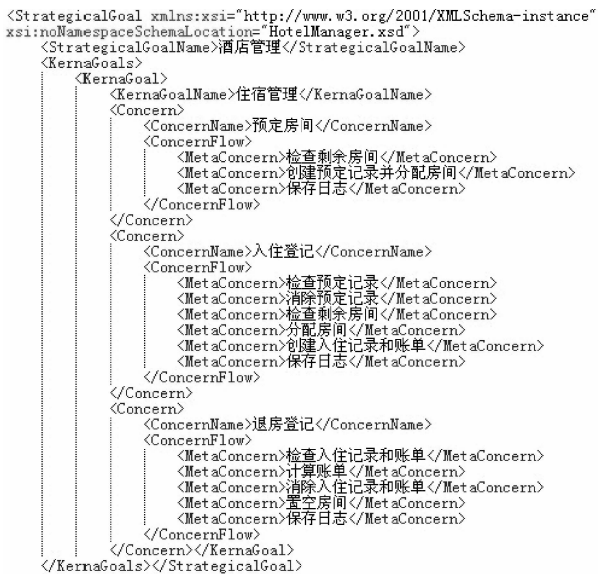 <StrategicalGoal xmlns:xsi="http://www.w3.org/2001/XMLSchema-instance"
xsi:noNamespaceSchemaLocation="HotelManager.xsd">
<StrategicalGoalName>酒店管理</StrategicalGoalName>
<KernaGoals>
<KernaGoal>
<KernaGoalName>住宿管理</KernaGoalName>
<Concern>
<ConcernName>预定房间</ConcernName>
<ConcernFlow>
<MetaConcern>检查剩余房间</MetaConcern>
<MetaConcern>创建预定记录并分配房间</MetaConcern>
<MetaConcern>保存日志</MetaConcern>
</ConcernFlow>
</Concern>
<Concern>
<ConcernName>入住登记</ConcernName>
<ConcernFlow>
<MetaConcern>检查预定记录</MetaConcern>
<MetaConcern>消除预定记录</MetaConcern>
<MetaConcern>检查剩余房间</MetaConcern>
<MetaConcern>分配房间</MetaConcern>
<MetaConcern>创建入住记录和账单</MetaConcern>
<MetaConcern>保存日志</MetaConcern>
</ConcernFlow>
</Concern>
<Concern>
<ConcernName>退房登记</ConcernName>
<ConcernFlow>
<MetaConcern>检查入住记录和账单</MetaConcern>
<MetaConcern>计算账单</MetaConcern>
<MetaConcern>消除入住记录和账单</MetaConcern>
<MetaConcern>置空房间</MetaConcern>
<MetaConcern>保存日志</MetaConcern>
</ConcernFlow>
</Concern></KernaGoal>
</KernaGoals></StrategicalGoal>